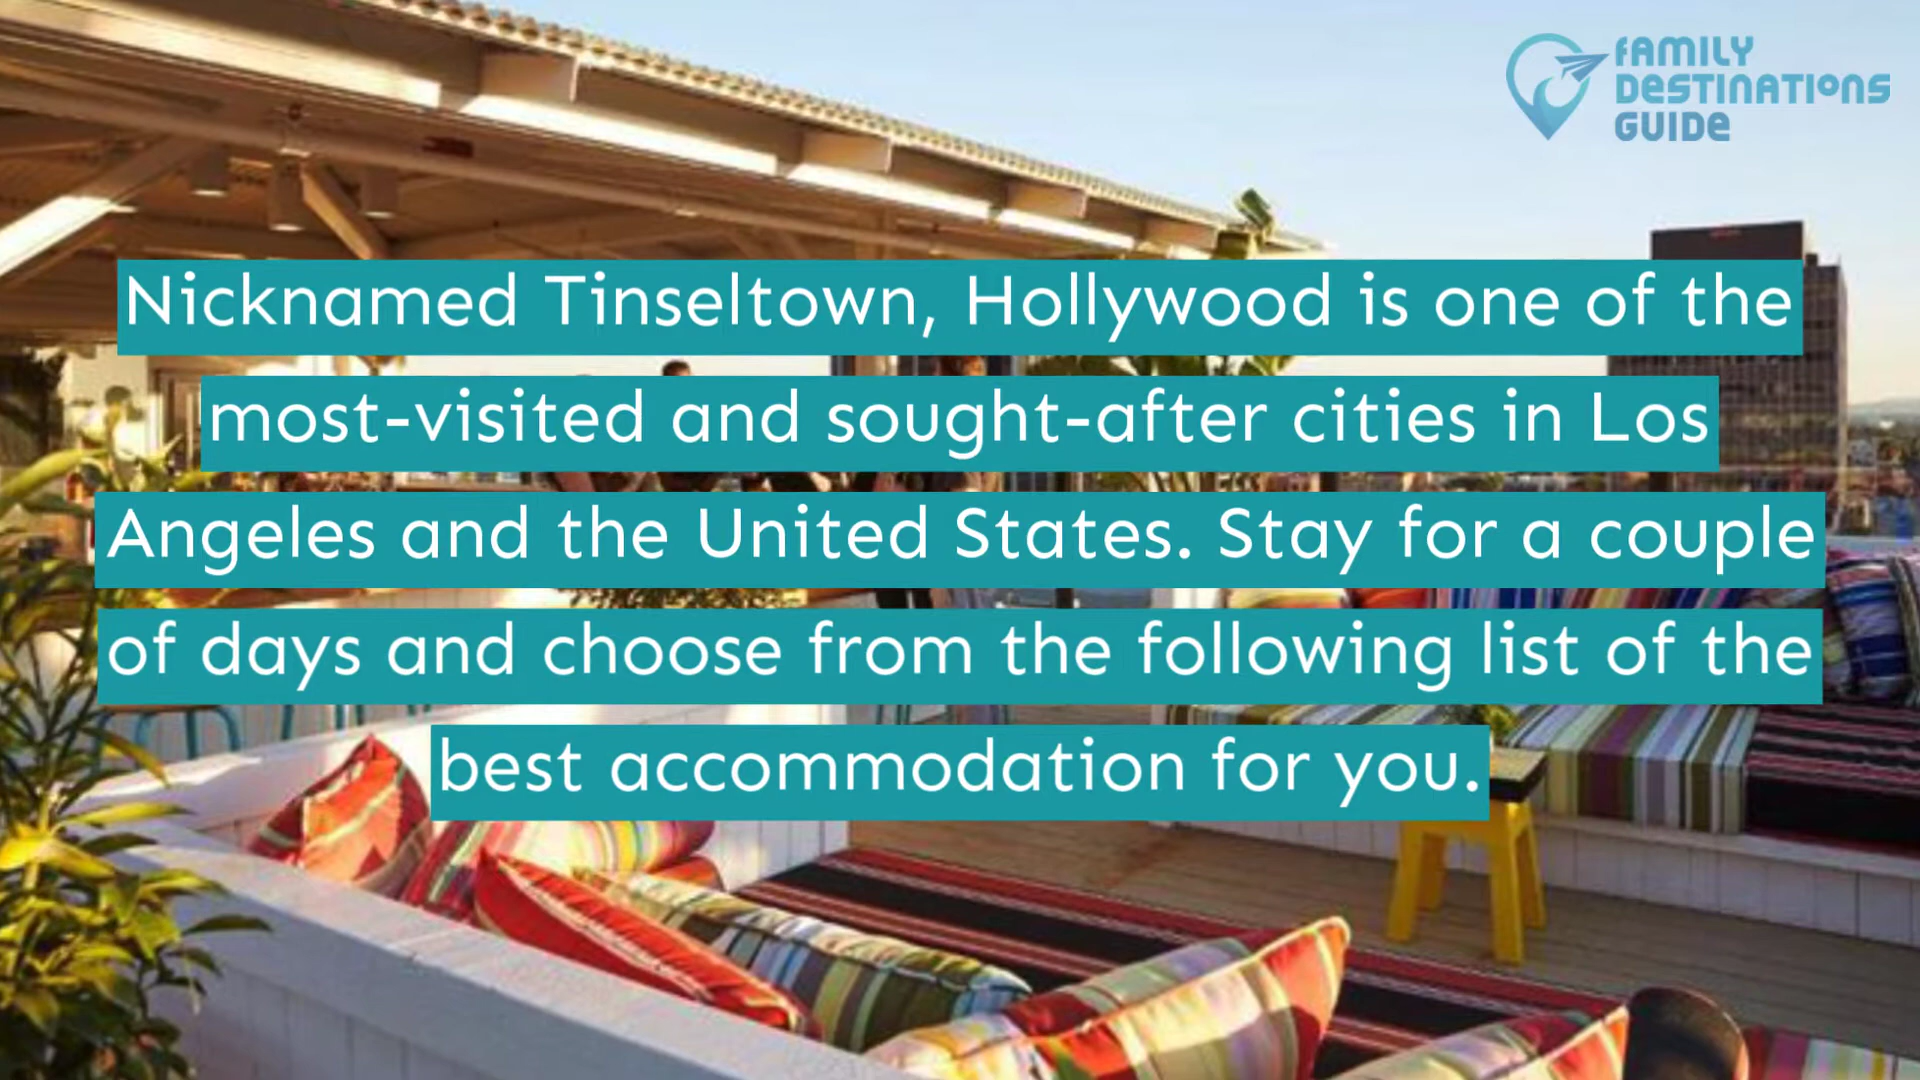 FAMILY
DESTINATIONS
GUIDE
Nicknamed Tinseltown, Hollywood is one of the
most-visited and sought-after cities in Los
Angeles and the United States. Stay for a couple
of days and choose from the following list of the
best accommodation for you.